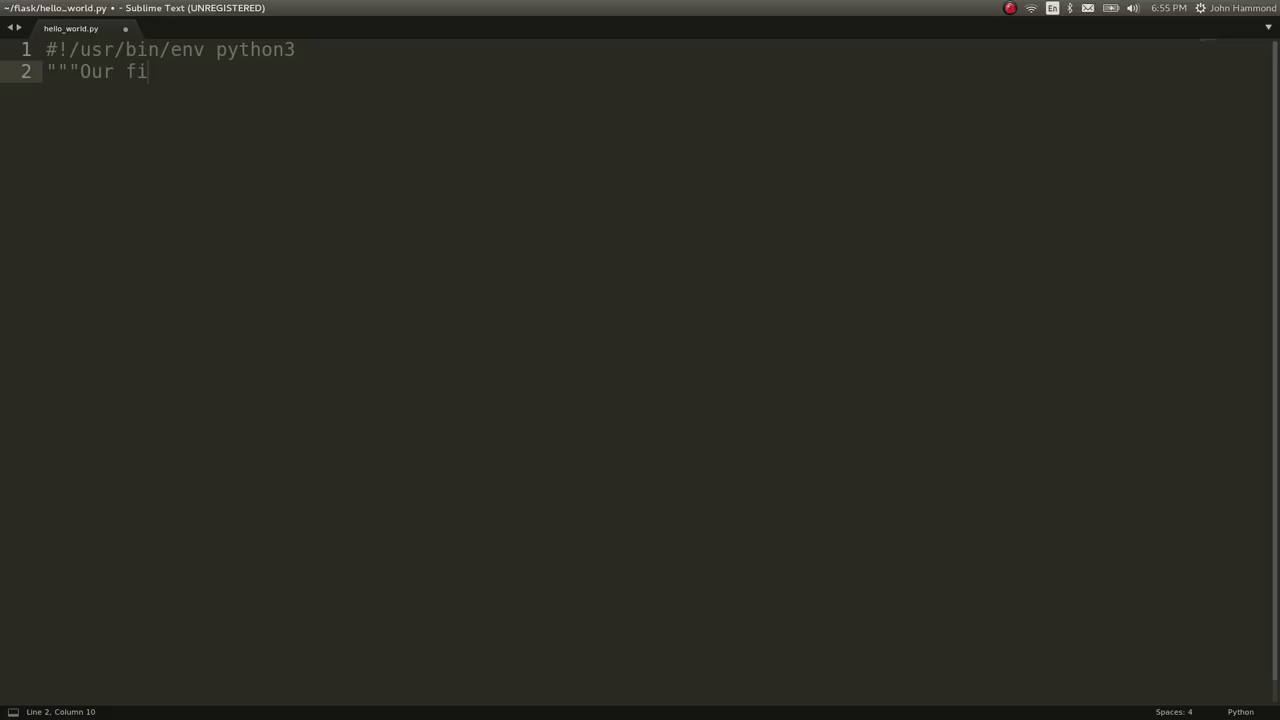 ~/flask/hello_world.py • - Sublime Text (UNREGISTERED)
En
6:55 PM
John Hammond
hello_world.py
1 #!/usr/bin/env python3
2 """Our fi
Line 2, Column 10
Spaces: 4
Python